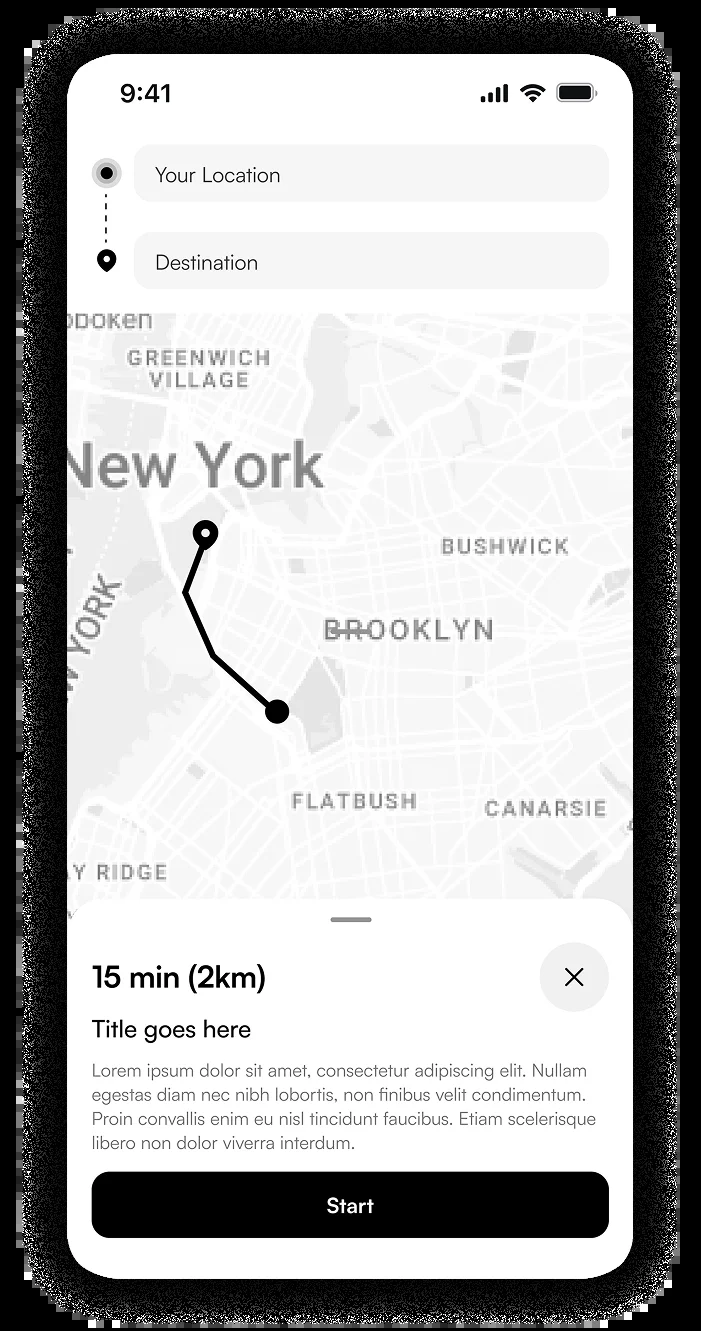 9:41
Your Location
Destination
oboken
GREENWICH
VILLAGE
New York
BUSHWICK
W YORK
BROOKLYN
FLATBUSH
CANARSIE
AY RIDGE
15 min (2km)
Title goes here
Lorem ipsum dolor sit amet, consectetur adipiscing elit. Nullam
egestas diam nec nibh lobortis, non finibus velit condimentum.
Proin convallis enim eu nisl tincidunt faucibus. Etiam scelerisque
libero non dolor viverra interdum.
Start